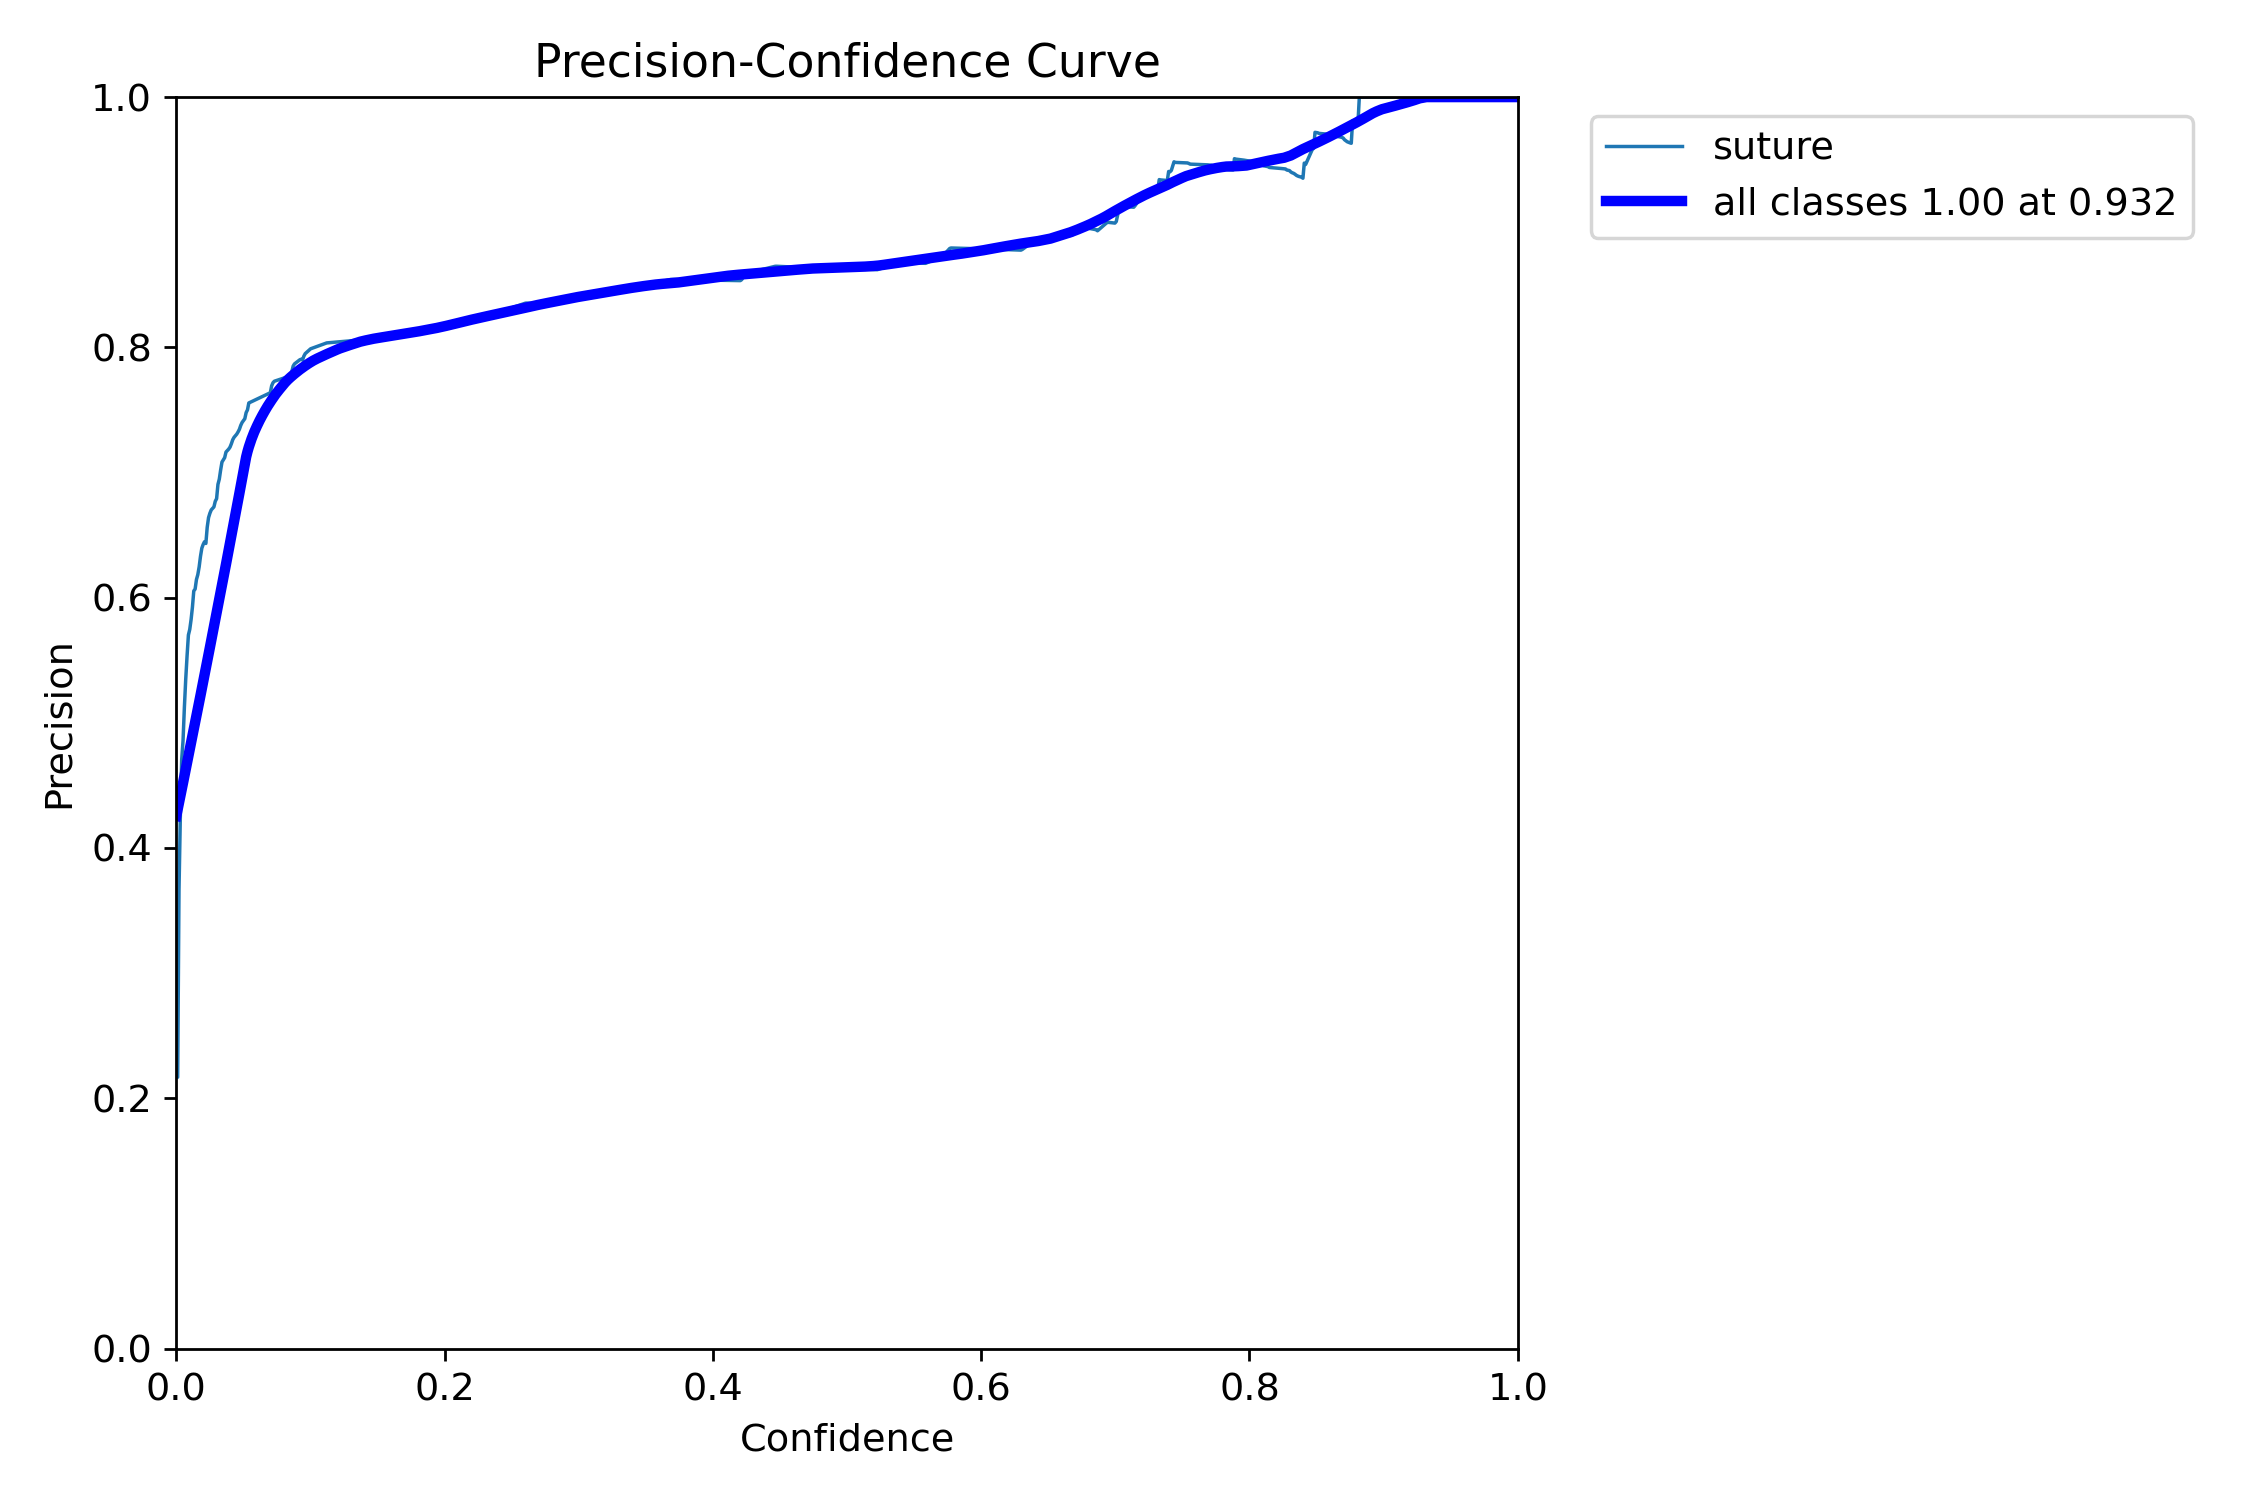 Precision-Confidence Curve
1.0
0.8
0.6
0.4
0.2
0.0
Precision
0.0 0.2 0.4 0.6 0.8 1.0
Confidence
suture
all classes 1.00 at 0.932